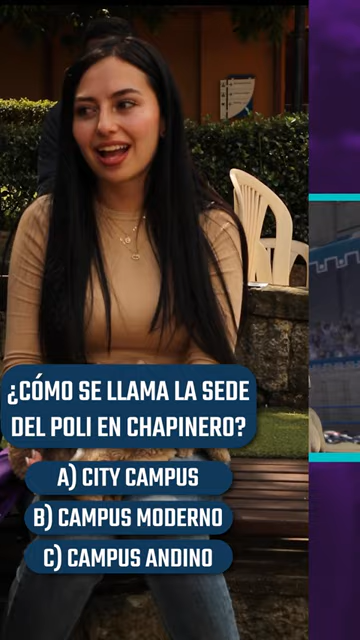 ¿CÓMO SE LLAMA LA SEDE
DEL POLI EN CHAPINERO?
A) CITY CAMPUS
B) CAMPUS MODERNO
C) CAMPUS ANDINO